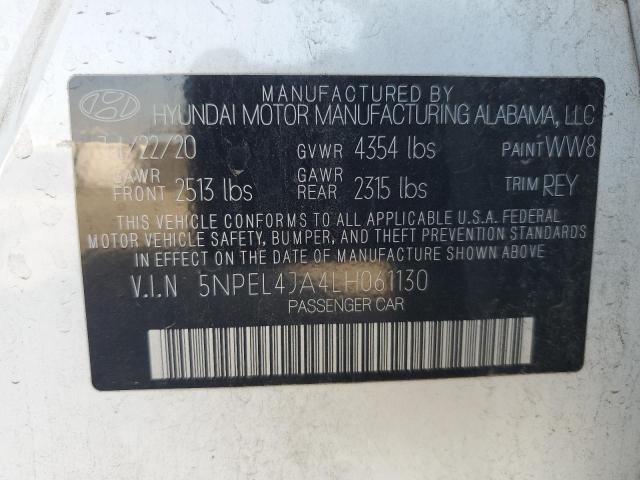 MANUFACTURED BY
HYUNDAI MOTOR MANUFACTURING ALABAMA, LLC
GVWR 4354 lbs PAINT WW8
GAWR FRONT 2513 lbs GAWR REAR 2315 lbs TRIM REY
THIS VEHICLE CONFORMS TO ALL APPLICABLE U.S.A. FEDERAL
MOTOR VEHICLE SAFETY, BUMPER, AND THEFT PREVENTION STANDARDS
IN EFFECT ON THE DATE OF MANUFACTURE SHOWN ABOVE.
V.I.N 5NPEL4JA4LH061130
PASSENGER CAR